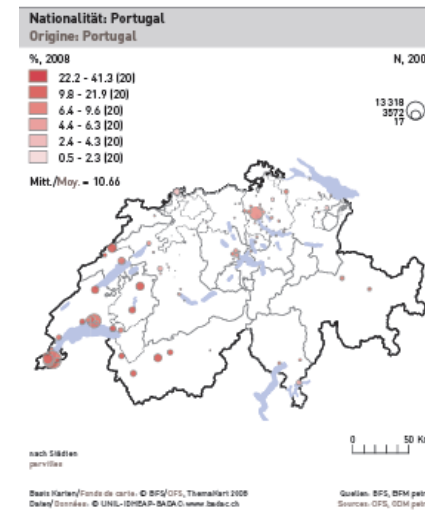 Nationalität: Portugal
Origine: Portugal
%, 2008
N, 200
22.2 - 41.3 (20)
9.8 - 21.9 (20)
6.4 - 9.6 (20)
4.4 - 6.3 (20)
2.4 - 4.3 (20)
0.5 - 2.3 (20)
13 318
3572
17
Mitt./Moy. = 10.66
0 50 K
nach Städten
par villes
Basis Karten/Fonds de carte: © BFS/OFS, ThemaKart 2008
Daten/Données: © UNIL-IDHEAP-BADAC: www.badac.ch
Quellen: BFS, BFM
Sources: OFS, ODM